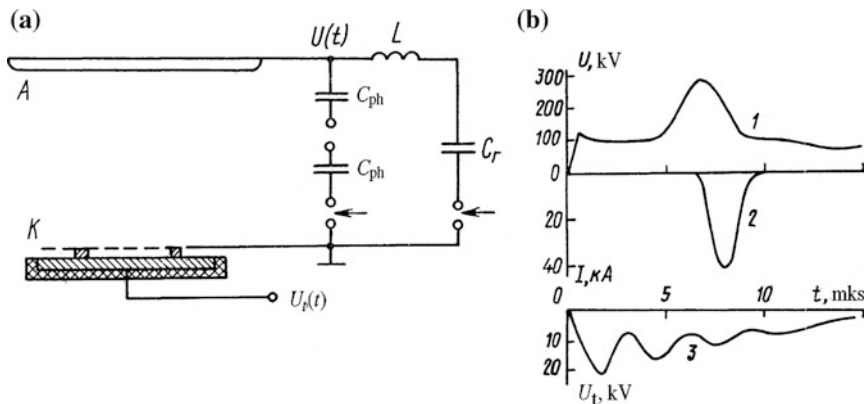 (a)
U(t)
L
A
C_ph
C_ph
C_r
K
U_t(t)
(b)
U, kV
300
200
100
0
1
20
2
40
I, кА
0
5
10
t, mks
10
3
20
U_t, kV